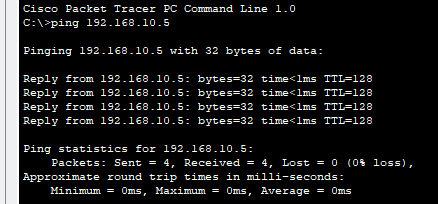 Cisco Packet Tracer PC Command Line 1.0
C:\>ping 192.168.10.5
Pinging 192.168.10.5 with 32 bytes of data:
Reply from 192.168.10.5: bytes=32 time<1ms TTL=128
Reply from 192.168.10.5: bytes=32 time<1ms TTL=128
Reply from 192.168.10.5: bytes=32 time<1ms TTL=128
Reply from 192.168.10.5: bytes=32 time<1ms TTL=128
Ping statistics for 192.168.10.5:
Packets: Sent = 4, Received = 4, Lost = 0 (0% loss),
Approximate round trip times in milli-seconds:
Minimum = 0ms, Maximum = 0ms, Average = 0ms